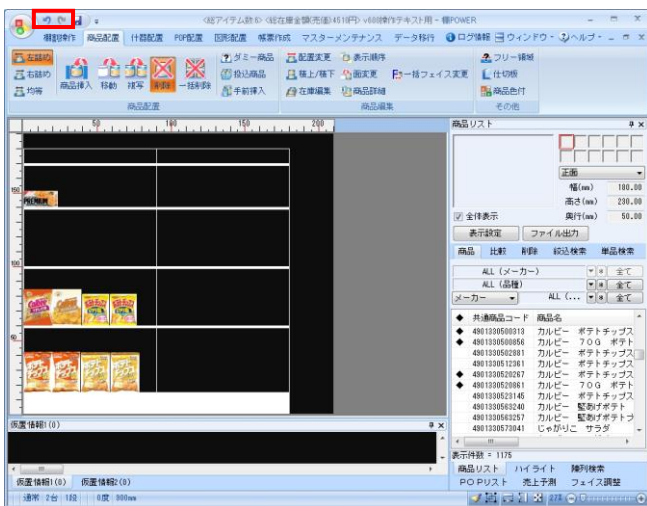 《総アイテム数:6》《総在庫金額(売価)4510円》 v6000操作テキスト用 - 棚POWER
棚割操作 商品配置 什器配置 POP配置 図形配置 帳票作成 マスターメンテナンス データ移行 ログ情報 ウィンドウ ヘルプ
左詰め
右詰め
均等
商品挿入 移動 複写 削除 一括削除
ダミー商品
投込商品
手前挿入
配置変更 表示順序
積上/積下 面変更 一括フェイス変更
在庫編集 商品詳細
フリー領域
仕切板
商品色付
商品配置 商品編集 その他
50 100 150 200
150
100
50
PREMIUM
商品リスト
正面
幅(mm) 180.00
高さ(mm) 230.00
全体表示 奥行(mm) 50.00
表示設定 ファイル出力
商品 比較 削除 絞込検索 単品検索
ALL (メーカー) * 全て
ALL (品種) * 全て
メーカー ALL (... * 全て
◆ 共通商品コード 商品名
◆ 4901330500313 カルビー ポテトチップス
◆ 4901330500856 カルビー 70G ポテト
4901330502881 カルビー ポテトチップス
4901330512361 カルビー ポテトチップス
◆ 4901330520267 カルビー ポテトチップス
◆ 4901330520861 カルビー 70G ポテト
4901330523145 カルビー ポテトチップス
4901330563240 カルビー 堅あげポテト
4901330563257 カルビー 堅あげポテトブ
4901330573041 じゃがりこ サラダ
表示件数 = 1175
商品リスト ハイライト 陳列検索
POPリスト 売上予測 フェイス調整
仮置情報1(0)
仮置情報1(0) 仮置情報2(0)
通常 2台 1段 0度 900mm
27%